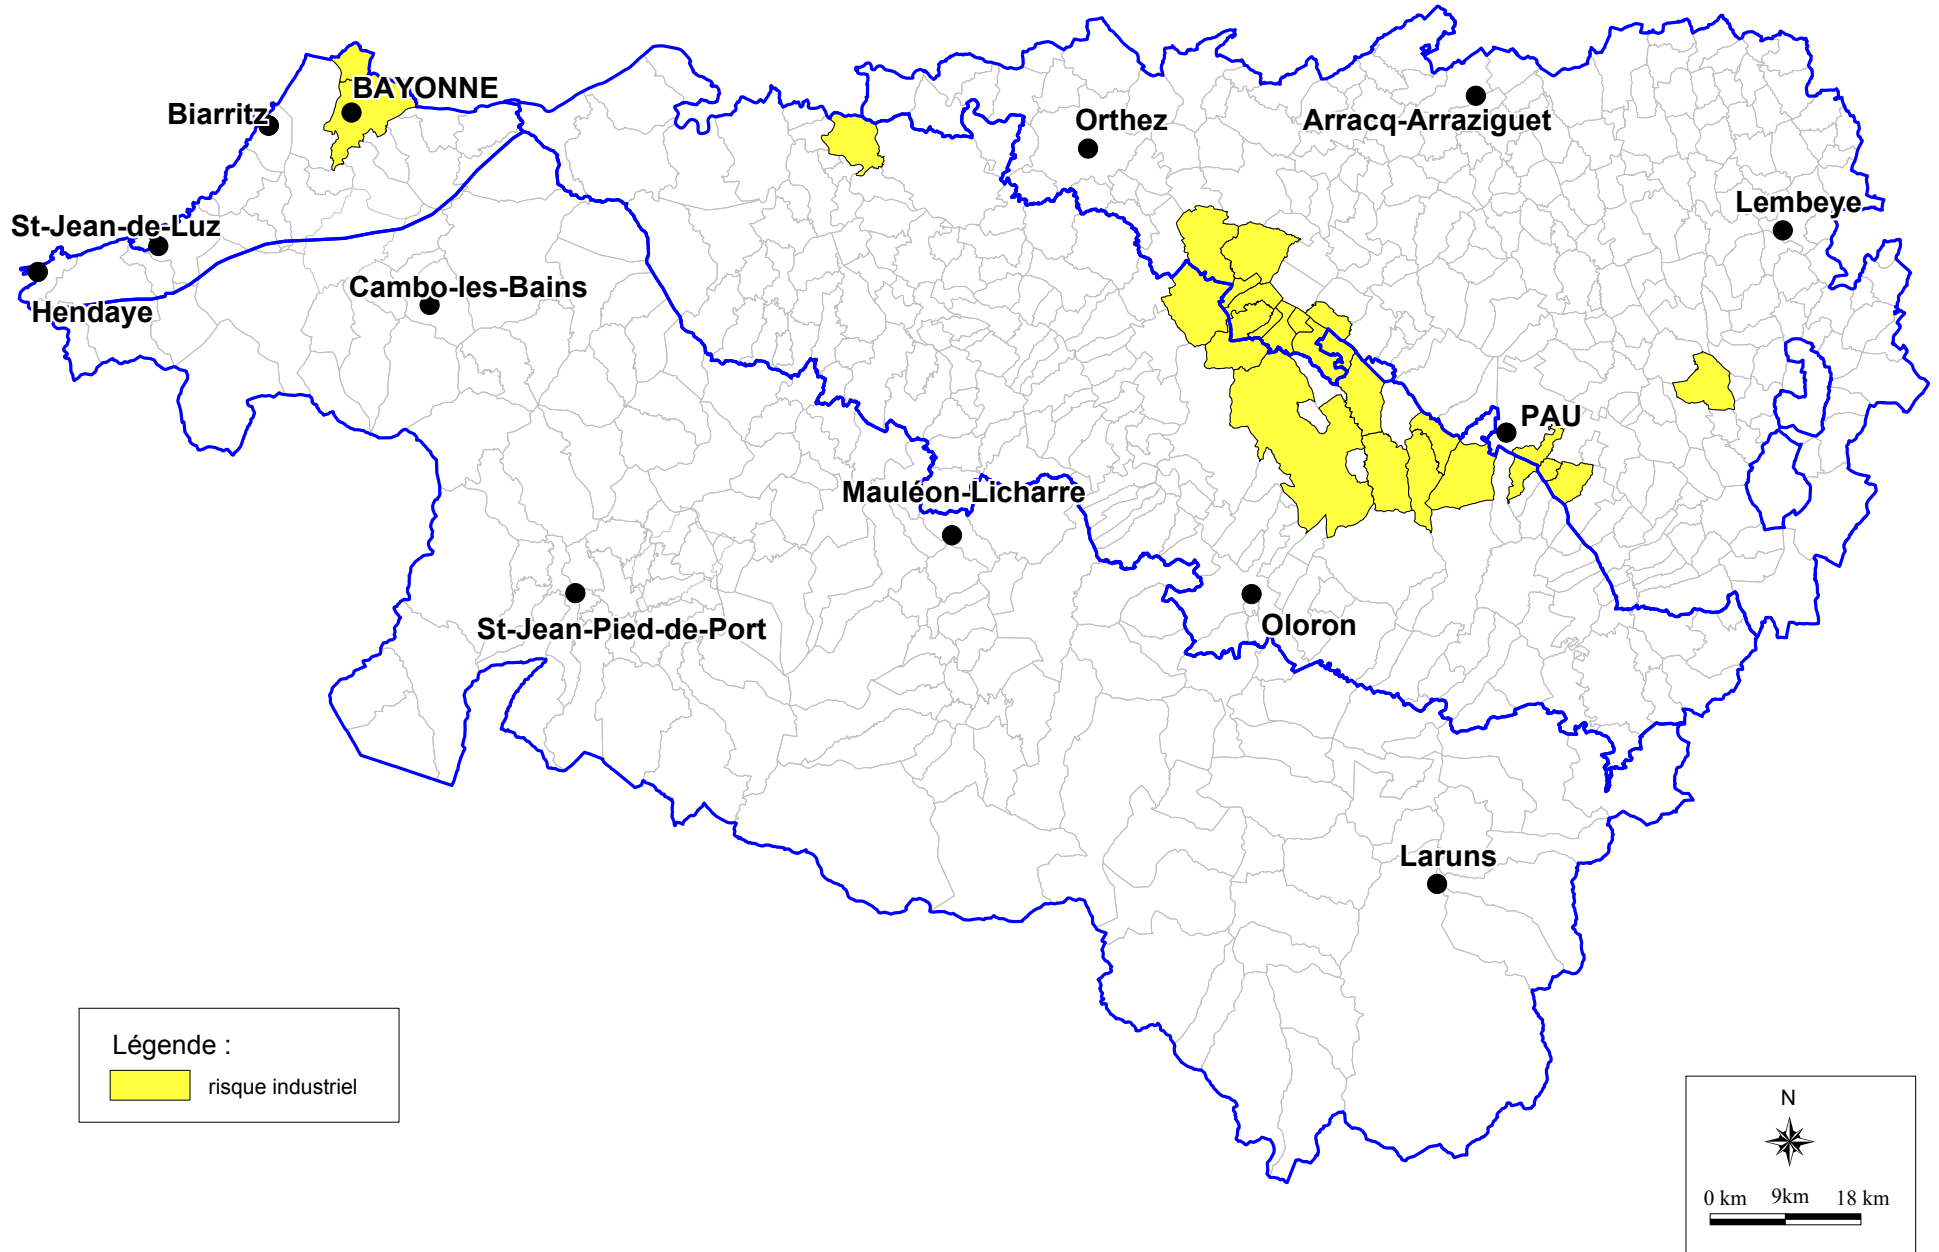 BAYONNE
Biarritz
Orthez
Arracq-Arraziguet
Lembeye
St-Jean-de-Luz
Cambo-les-Bains
Hendaye
PAU
Mauléon-Licharre
St-Jean-Pied-de-Port
Oloron
Laruns
Légende :
risque industriel
N
0 km 9km 18 km